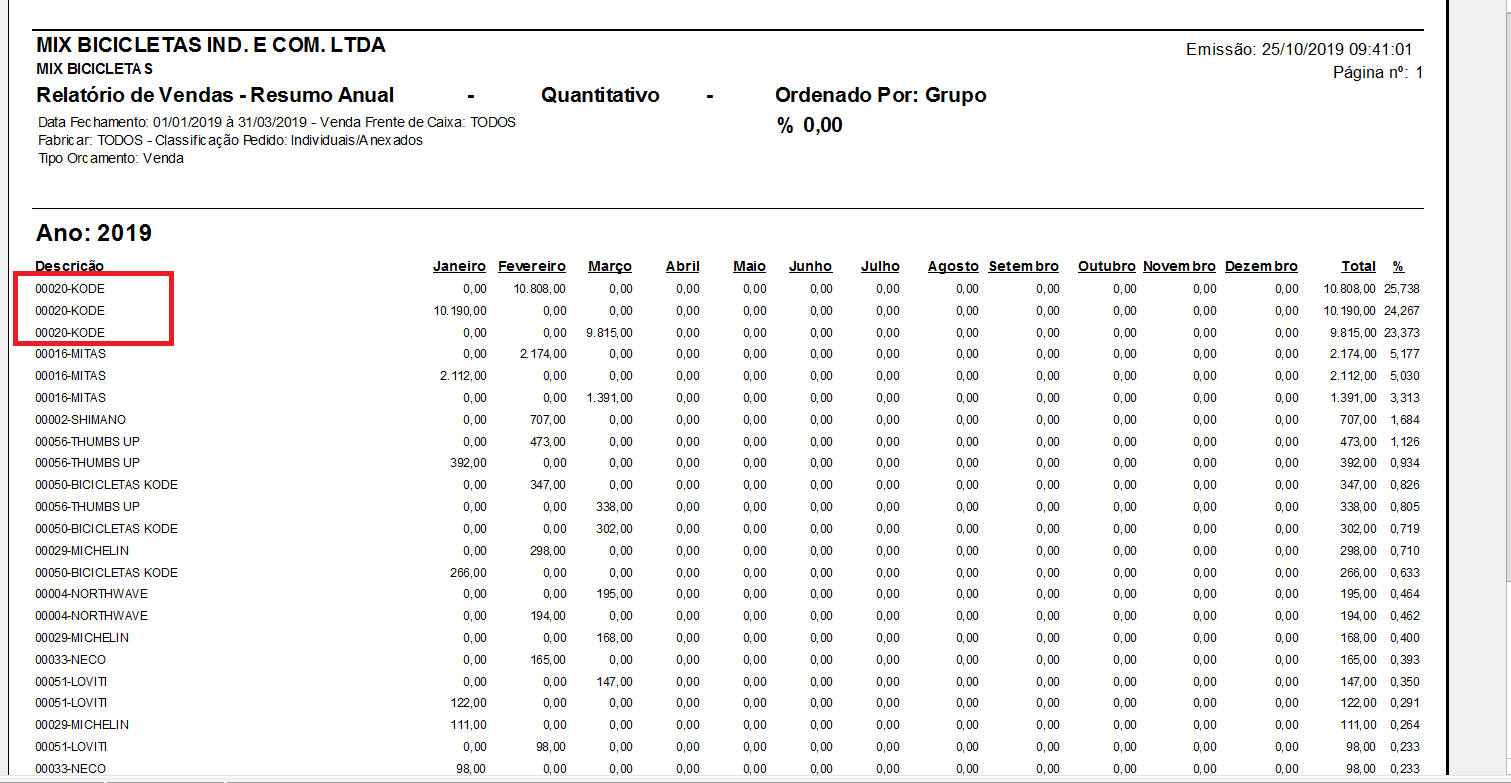 MIX BICICLETAS IND. E COM. LTDA
Emissão: 25/10/2019 09:41:01
MIX BICICLETAS
Página nº: 1
Relatório de Vendas - Resumo Anual - Quantitativo - Ordenado Por: Grupo
Data Fechamento: 01/01/2019 à 31/03/2019 - Venda Frente de Caixa: TODOS
% 0,00
Fabricar: TODOS - Classificação Pedido: Individuais/Anexados
Tipo Orcamento: Venda
Ano: 2019
Descrição Janeiro Fevereiro Março Abril Maio Junho Julho Agosto Setembro Outubro Novembro Dezembro Total %
00020-KODE 0,00 10.808,00 0,00 0,00 0,00 0,00 0,00 0,00 0,00 0,00 0,00 0,00 10.808,00 25,738
00020-KODE 10.190,00 0,00 0,00 0,00 0,00 0,00 0,00 0,00 0,00 0,00 0,00 0,00 10.190,00 24,267
00020-KODE 0,00 0,00 9.815,00 0,00 0,00 0,00 0,00 0,00 0,00 0,00 0,00 0,00 9.815,00 23,373
00016-MITAS 0,00 2.174,00 0,00 0,00 0,00 0,00 0,00 0,00 0,00 0,00 0,00 0,00 2.174,00 5,177
00016-MITAS 2.112,00 0,00 0,00 0,00 0,00 0,00 0,00 0,00 0,00 0,00 0,00 0,00 2.112,00 5,030
00016-MITAS 0,00 0,00 1.391,00 0,00 0,00 0,00 0,00 0,00 0,00 0,00 0,00 0,00 1.391,00 3,313
00002-SHIMANO 0,00 707,00 0,00 0,00 0,00 0,00 0,00 0,00 0,00 0,00 0,00 0,00 707,00 1,684
00056-THUMBS UP 0,00 473,00 0,00 0,00 0,00 0,00 0,00 0,00 0,00 0,00 0,00 0,00 473,00 1,126
00056-THUMBS UP 392,00 0,00 0,00 0,00 0,00 0,00 0,00 0,00 0,00 0,00 0,00 0,00 392,00 0,934
00050-BICICLETAS KODE 0,00 347,00 0,00 0,00 0,00 0,00 0,00 0,00 0,00 0,00 0,00 0,00 347,00 0,826
00056-THUMBS UP 0,00 0,00 338,00 0,00 0,00 0,00 0,00 0,00 0,00 0,00 0,00 0,00 338,00 0,805
00050-BICICLETAS KODE 0,00 0,00 302,00 0,00 0,00 0,00 0,00 0,00 0,00 0,00 0,00 0,00 302,00 0,719
00029-MICHELIN 0,00 298,00 0,00 0,00 0,00 0,00 0,00 0,00 0,00 0,00 0,00 0,00 298,00 0,710
00050-BICICLETAS KODE 266,00 0,00 0,00 0,00 0,00 0,00 0,00 0,00 0,00 0,00 0,00 0,00 266,00 0,633
00004-NORTHWAVE 0,00 0,00 195,00 0,00 0,00 0,00 0,00 0,00 0,00 0,00 0,00 0,00 195,00 0,464
00004-NORTHWAVE 0,00 194,00 0,00 0,00 0,00 0,00 0,00 0,00 0,00 0,00 0,00 0,00 194,00 0,462
00029-MICHELIN 0,00 0,00 168,00 0,00 0,00 0,00 0,00 0,00 0,00 0,00 0,00 0,00 168,00 0,400
00033-NECO 0,00 165,00 0,00 0,00 0,00 0,00 0,00 0,00 0,00 0,00 0,00 0,00 165,00 0,393
00051-LOVITI 0,00 0,00 147,00 0,00 0,00 0,00 0,00 0,00 0,00 0,00 0,00 0,00 147,00 0,350
00051-LOVITI 122,00 0,00 0,00 0,00 0,00 0,00 0,00 0,00 0,00 0,00 0,00 0,00 122,00 0,291
00029-MICHELIN 111,00 0,00 0,00 0,00 0,00 0,00 0,00 0,00 0,00 0,00 0,00 0,00 111,00 0,264
00051-LOVITI 0,00 98,00 0,00 0,00 0,00 0,00 0,00 0,00 0,00 0,00 0,00 0,00 98,00 0,233
00033-NECO 98,00 0,00 0,00 0,00 0,00 0,00 0,00 0,00 0,00 0,00 0,00 0,00 98,00 0,233